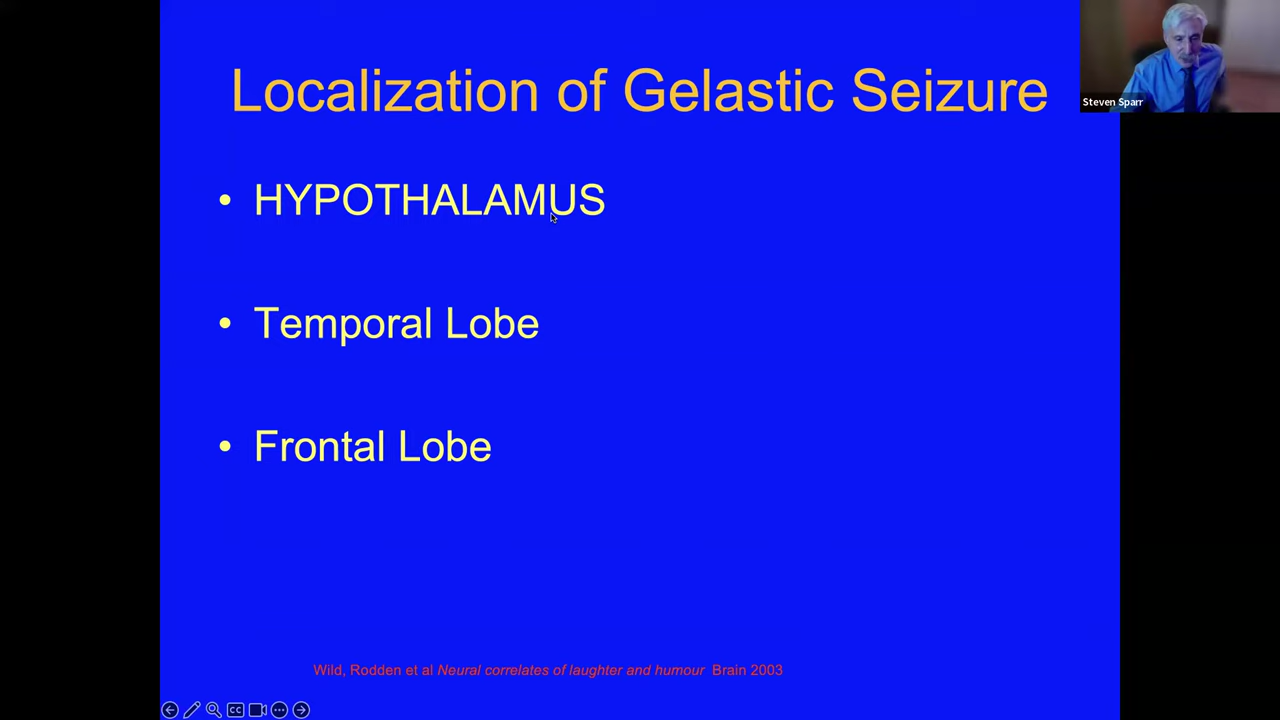 Localization of Gelastic Seizure
Steven Sparr
• HYPOTHALAMUS
• Temporal Lobe
• Frontal Lobe
Wild, Rodden et al Neural correlates of laughter and humour Brain 2003
CC